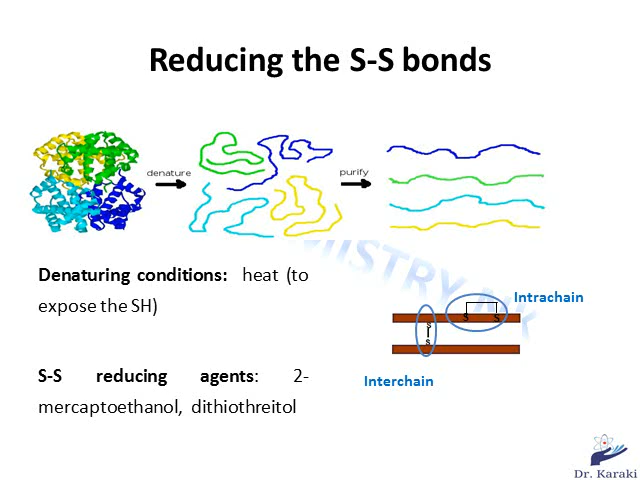 Reducing the S-S bonds
denature
purify
Denaturing conditions: heat (to
expose the SH)
S-S reducing agents: 2-
mercaptoethanol, dithiothreitol
Intrachain
S S
S
S
Interchain
Dr. Karaki